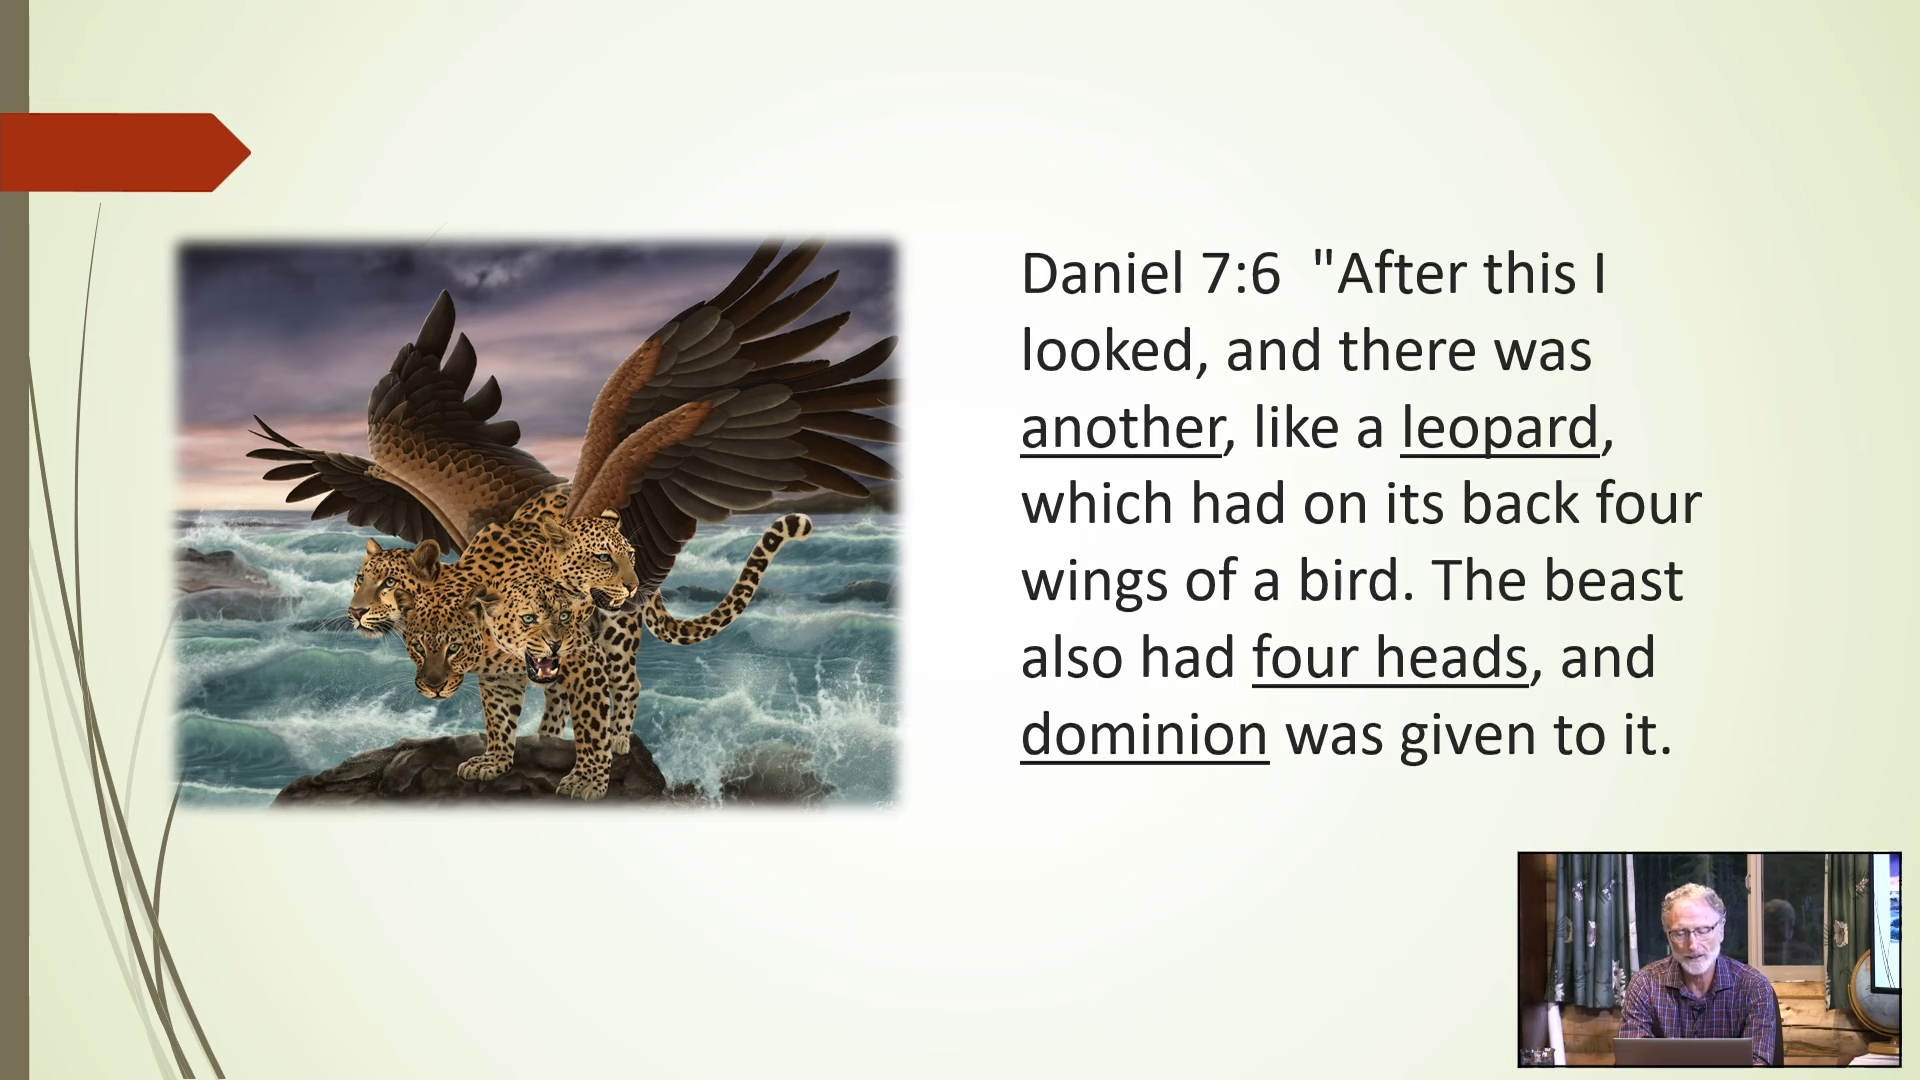 Daniel 7:6  "After this I
looked, and there was
another, like a leopard,
which had on its back four
wings of a bird. The beast
also had four heads, and
dominion was given to it.